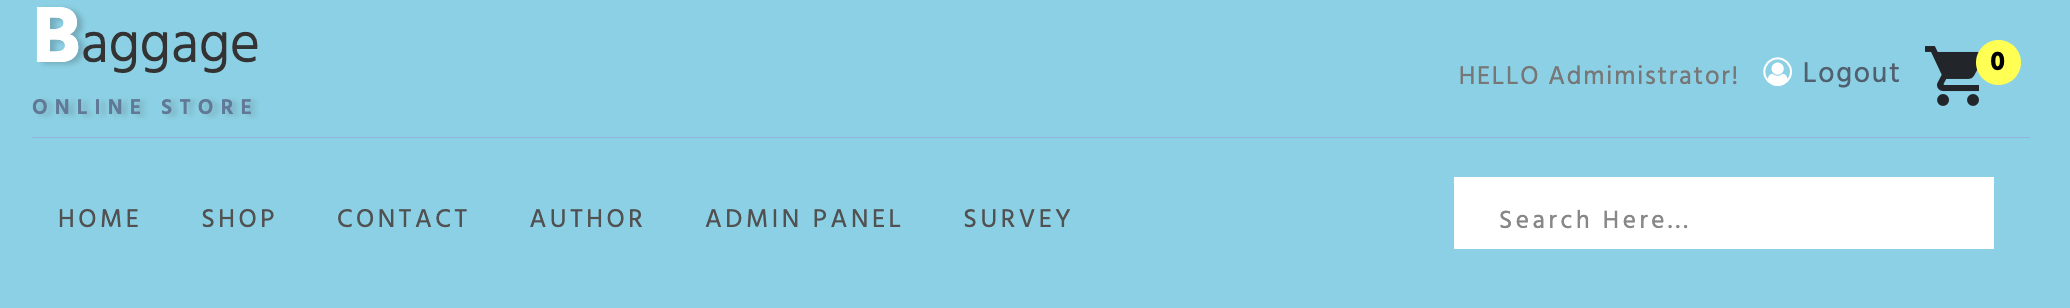 Baggage
ONLINE STORE
HELLO Admimistrator! Logout 0
HOME SHOP CONTACT AUTHOR ADMIN PANEL SURVEY
Search Here...